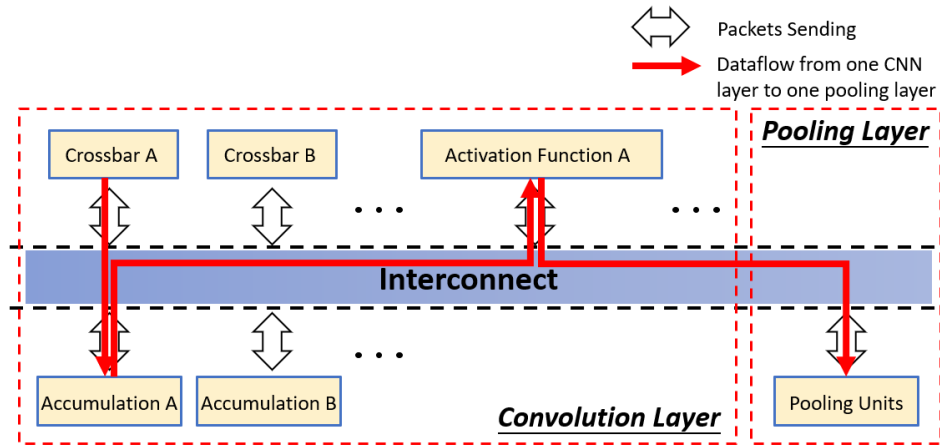 Packets Sending
Dataflow from one CNN
layer to one pooling layer
Pooling Layer
Crossbar A
Crossbar B
Activation Function A
. . .
. . .
Interconnect
. . .
Accumulation A
Accumulation B
Convolution Layer
Pooling Units